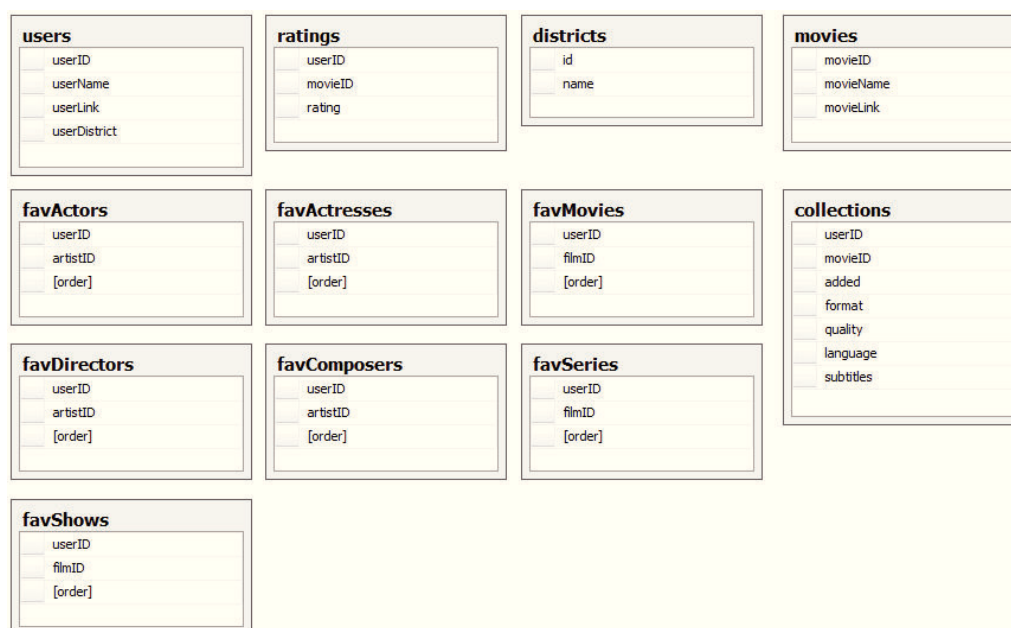 users
userID
userName
userLink
userDistrict
ratings
userID
movieID
rating
districts
id
name
movies
movieID
movieName
movieLink
favActors
userID
artistID
[order]
favActresses
userID
artistID
[order]
favMovies
userID
filmID
[order]
collections
userID
movieID
added
format
quality
language
subtitles
favDirectors
userID
artistID
[order]
favComposers
userID
artistID
[order]
favSeries
userID
filmID
[order]
favShows
userID
filmID
[order]